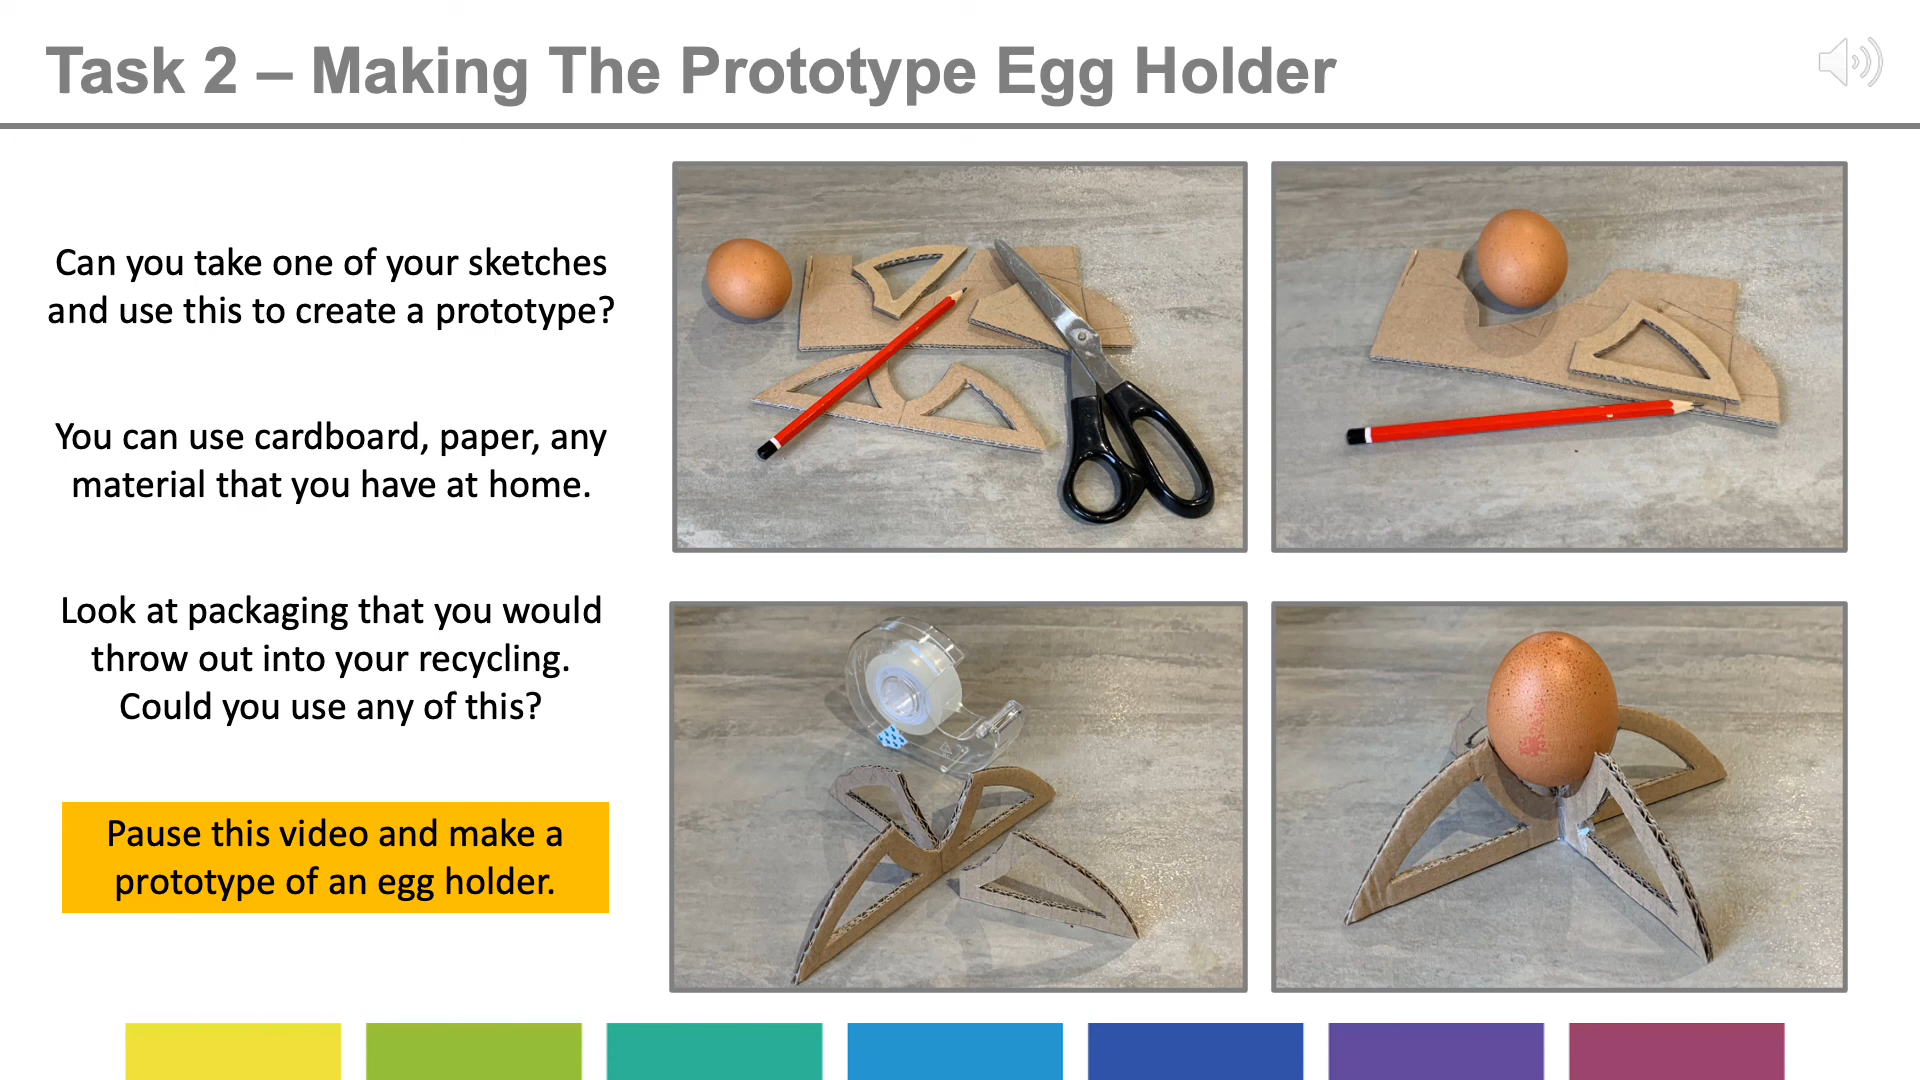 Task 2 – Making The Prototype Egg Holder
Can you take one of your sketches
and use this to create a prototype?
You can use cardboard, paper, any
material that you have at home.
Look at packaging that you would
throw out into your recycling.
Could you use any of this?
Pause this video and make a
prototype of an egg holder.